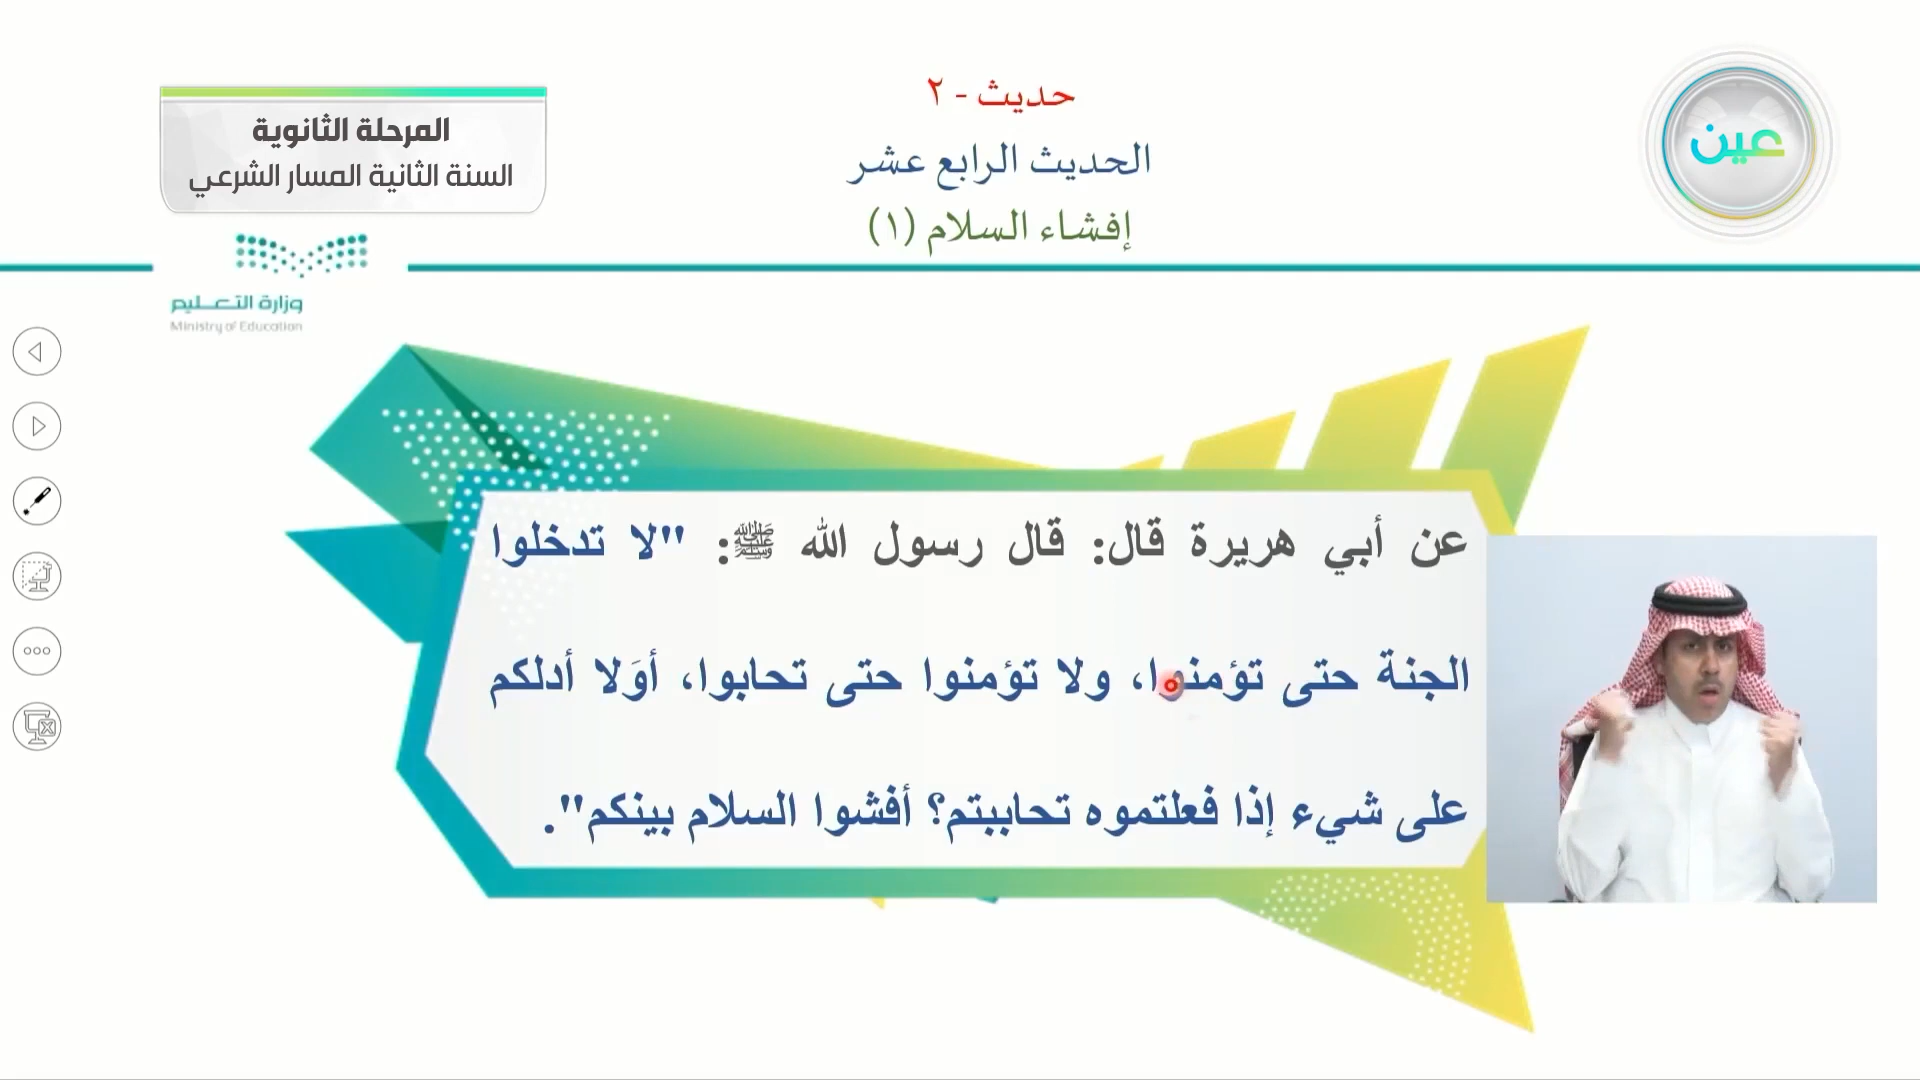 حديث - ٢
الحديث الرابع عشر
إفشاء السلام (١)
عين
المرحلة الثانوية
السنة الثانية المسار الشرعي
وزارة التعليم
Ministry of Education
عن أبي هريرة قال: قال رسول الله ﷺ: "لا تدخلوا
الجنة حتى تؤمنوا، ولا تؤمنوا حتى تحابوا، أوَلا أدلكم
على شيء إذا فعلتموه تحاببتم؟ أفشوا السلام بينكم".